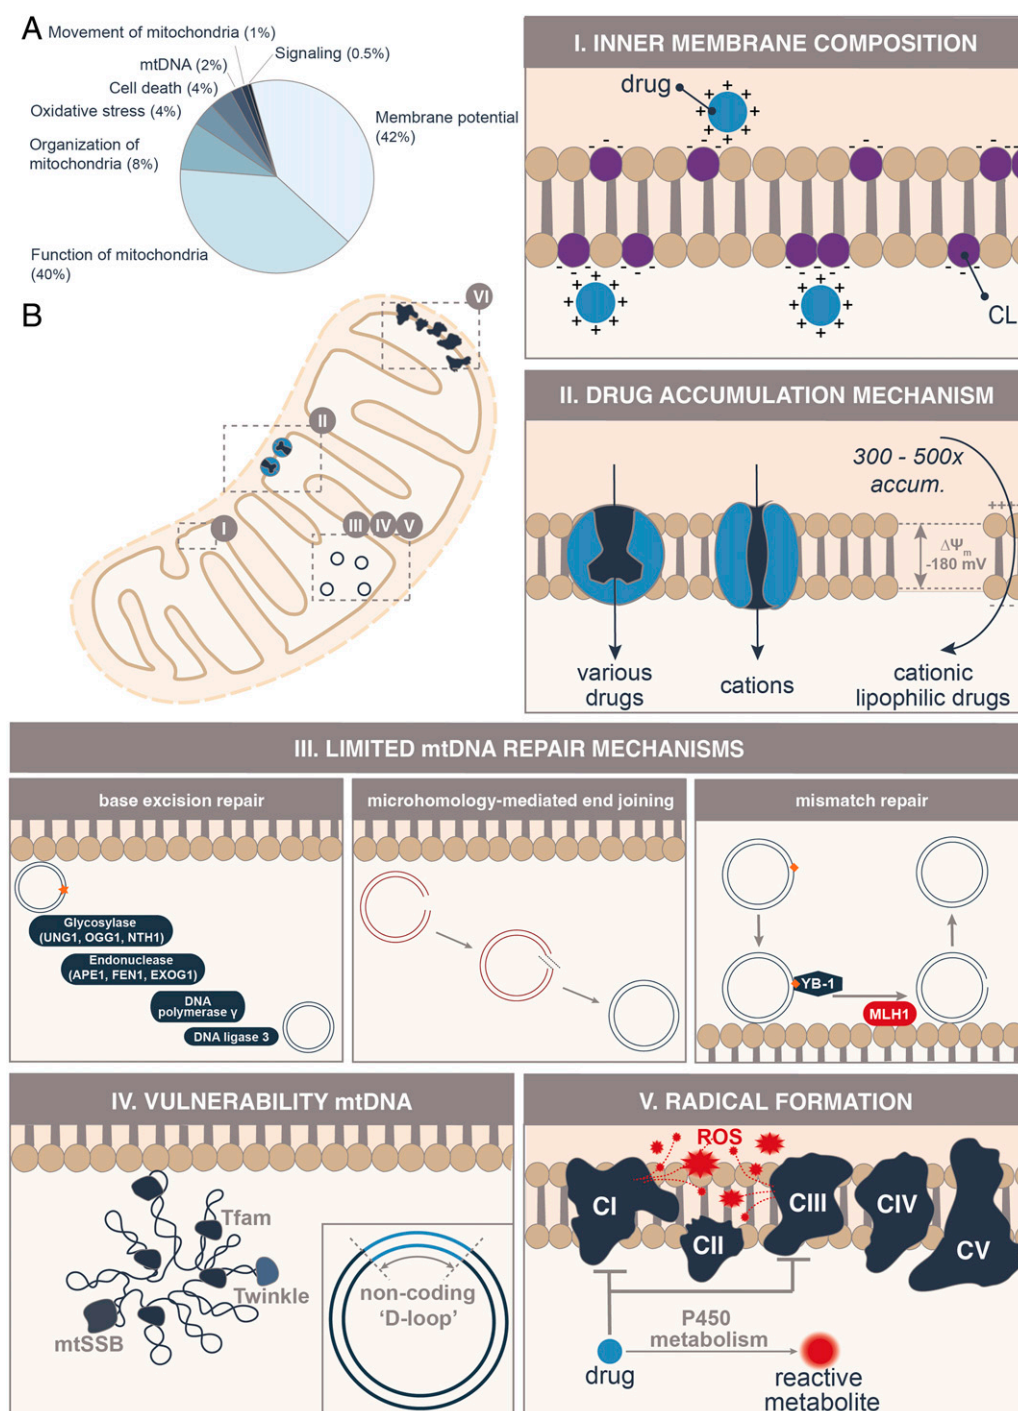 A
Movement of mitochondria (1%)
Signaling (0.5%)
mtDNA (2%)
Cell death (4%)
Oxidative stress (4%)
Organization of
mitochondria (8%)
Membrane potential
(42%)
Function of mitochondria
(40%)
B
VI
II
I
III
IV
V
I. INNER MEMBRANE COMPOSITION
drug
CL
II. DRUG ACCUMULATION MECHANISM
300 - 500x
accum.
ΔΨm
-180 mV
various
drugs
cations
cationic
lipophilic drugs
III. LIMITED mtDNA REPAIR MECHANISMS
base excision repair
Glycosylase
(UNG1, OGG1, NTH1)
Endonuclease
(APE1, FEN1, EXOG1)
DNA
polymerase γ
DNA ligase 3
microhomology-mediated end joining
mismatch repair
YB-1
MLH1
IV. VULNERABILITY mtDNA
Tfam
Twinkle
mtSSB
non-coding
‘D-loop’
V. RADICAL FORMATION
ROS
CI
CII
CIII
CIV
CV
P450
metabolism
drug
reactive
metabolite